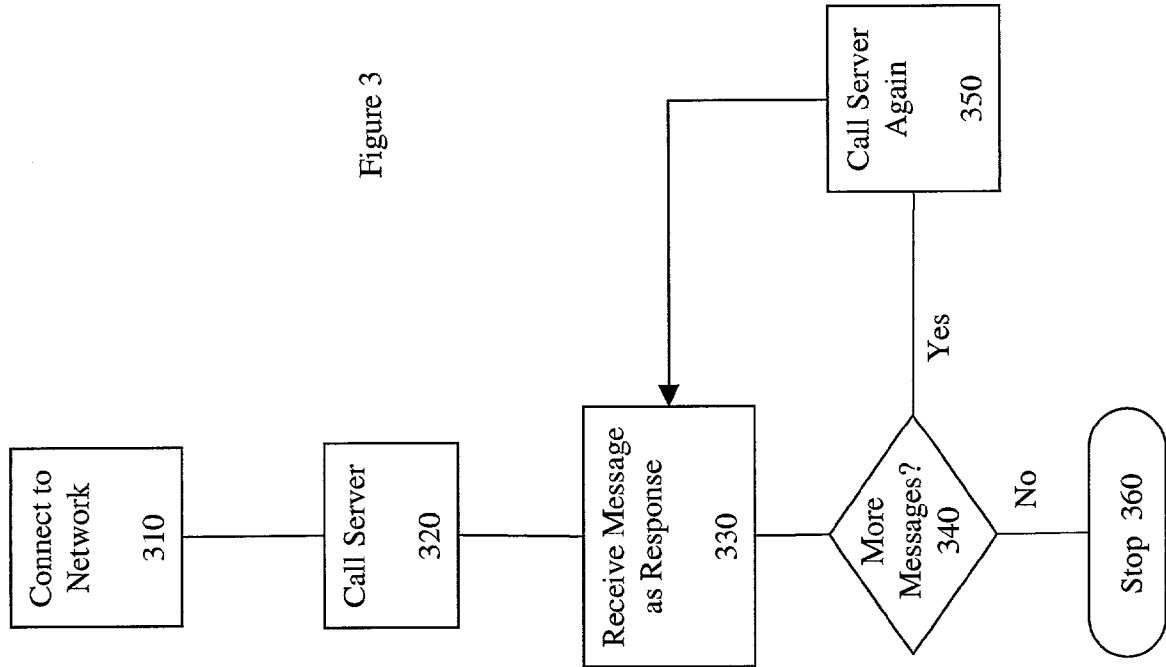 Connect to
Network
310
Call Server
320
Receive Message
as Response
330
More
Messages?
340
Yes
Call Server
Again
350
No
Stop 360
Figure 3